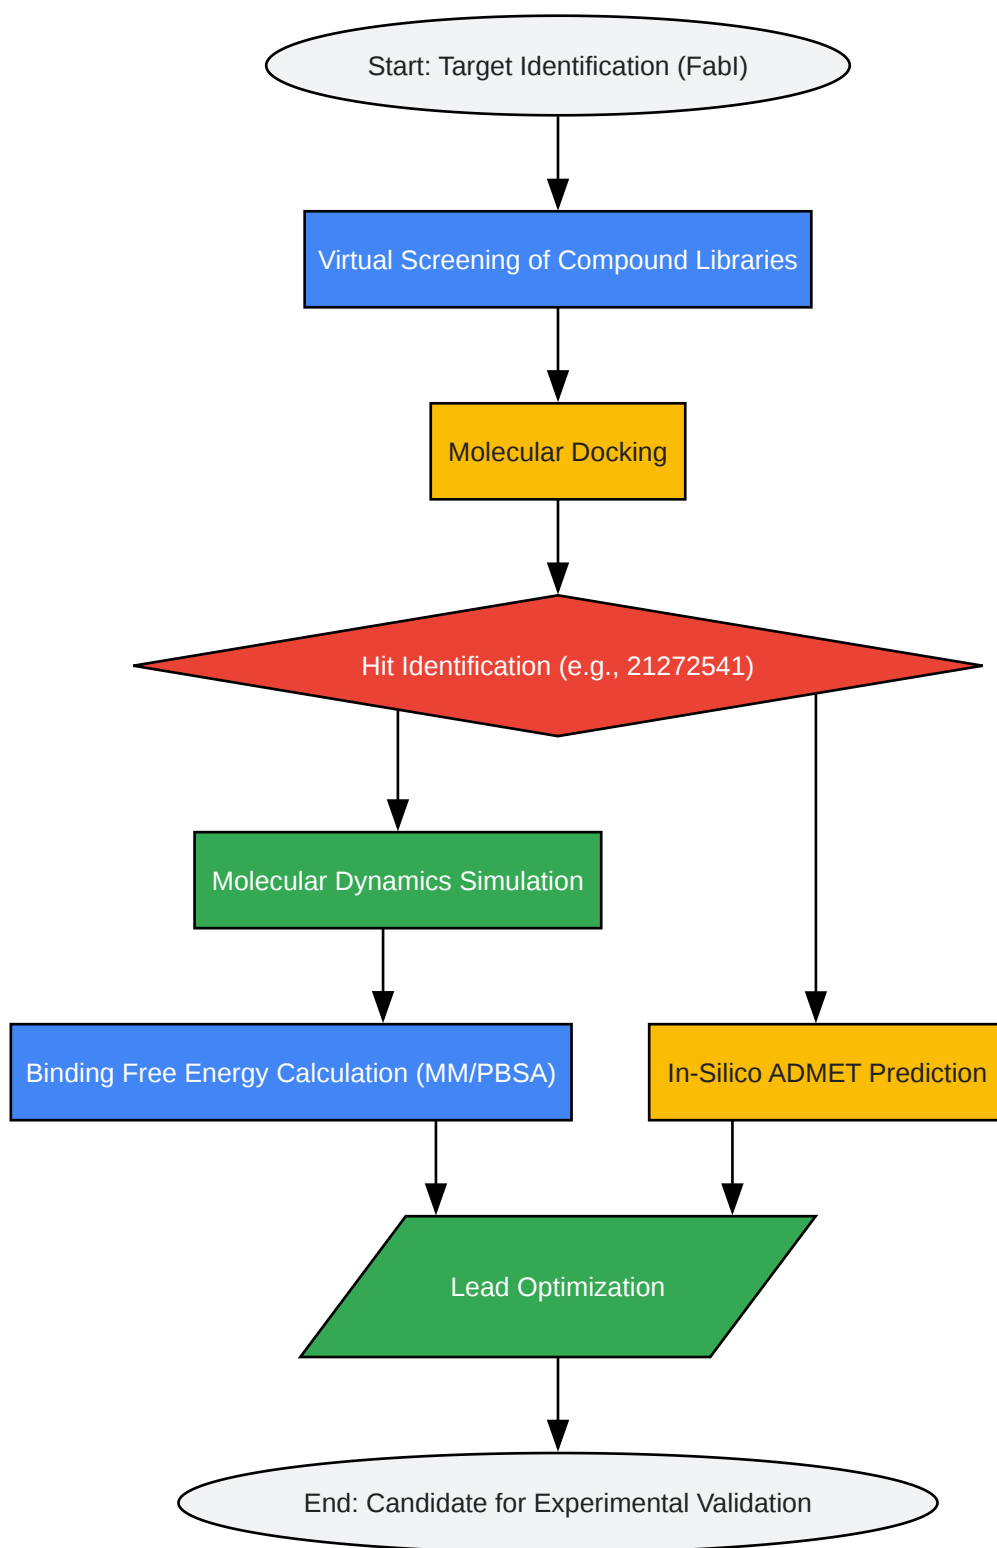 Start: Target Identification (FabI)
Virtual Screening of Compound Libraries
Molecular Docking
Hit Identification (e.g., 21272541)
Molecular Dynamics Simulation
Binding Free Energy Calculation (MM/PBSA)
In-Silico ADMET Prediction
Lead Optimization
End: Candidate for Experimental Validation